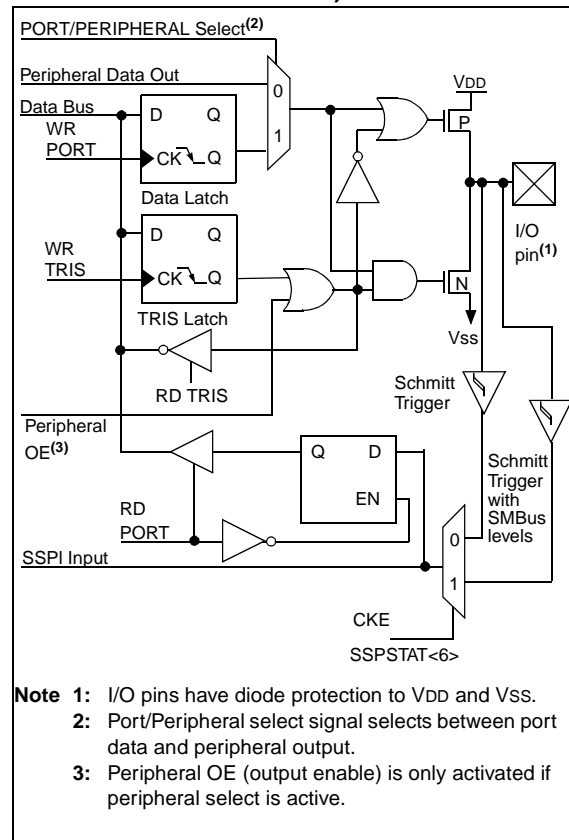 PORT/PERIPHERAL Select(2)
Peripheral Data Out
Data Bus
WR
PORT
D Q
CK Q
Data Latch
0
1
VDD
P
I/O
pin(1)
WR
TRIS
D Q
CK Q
TRIS Latch
N
VSS
RD TRIS
Schmitt
Trigger
Peripheral
OE(3)
Schmitt
Trigger
with
SMBus
levels
Q D
EN
RD
PORT
SSPI Input
0
1
CKE
SSPSTAT<6>
Note 1: I/O pins have diode protection to VDD and VSS.
2: Port/Peripheral select signal selects between port
data and peripheral output.
3: Peripheral OE (output enable) is only activated if
peripheral select is active.